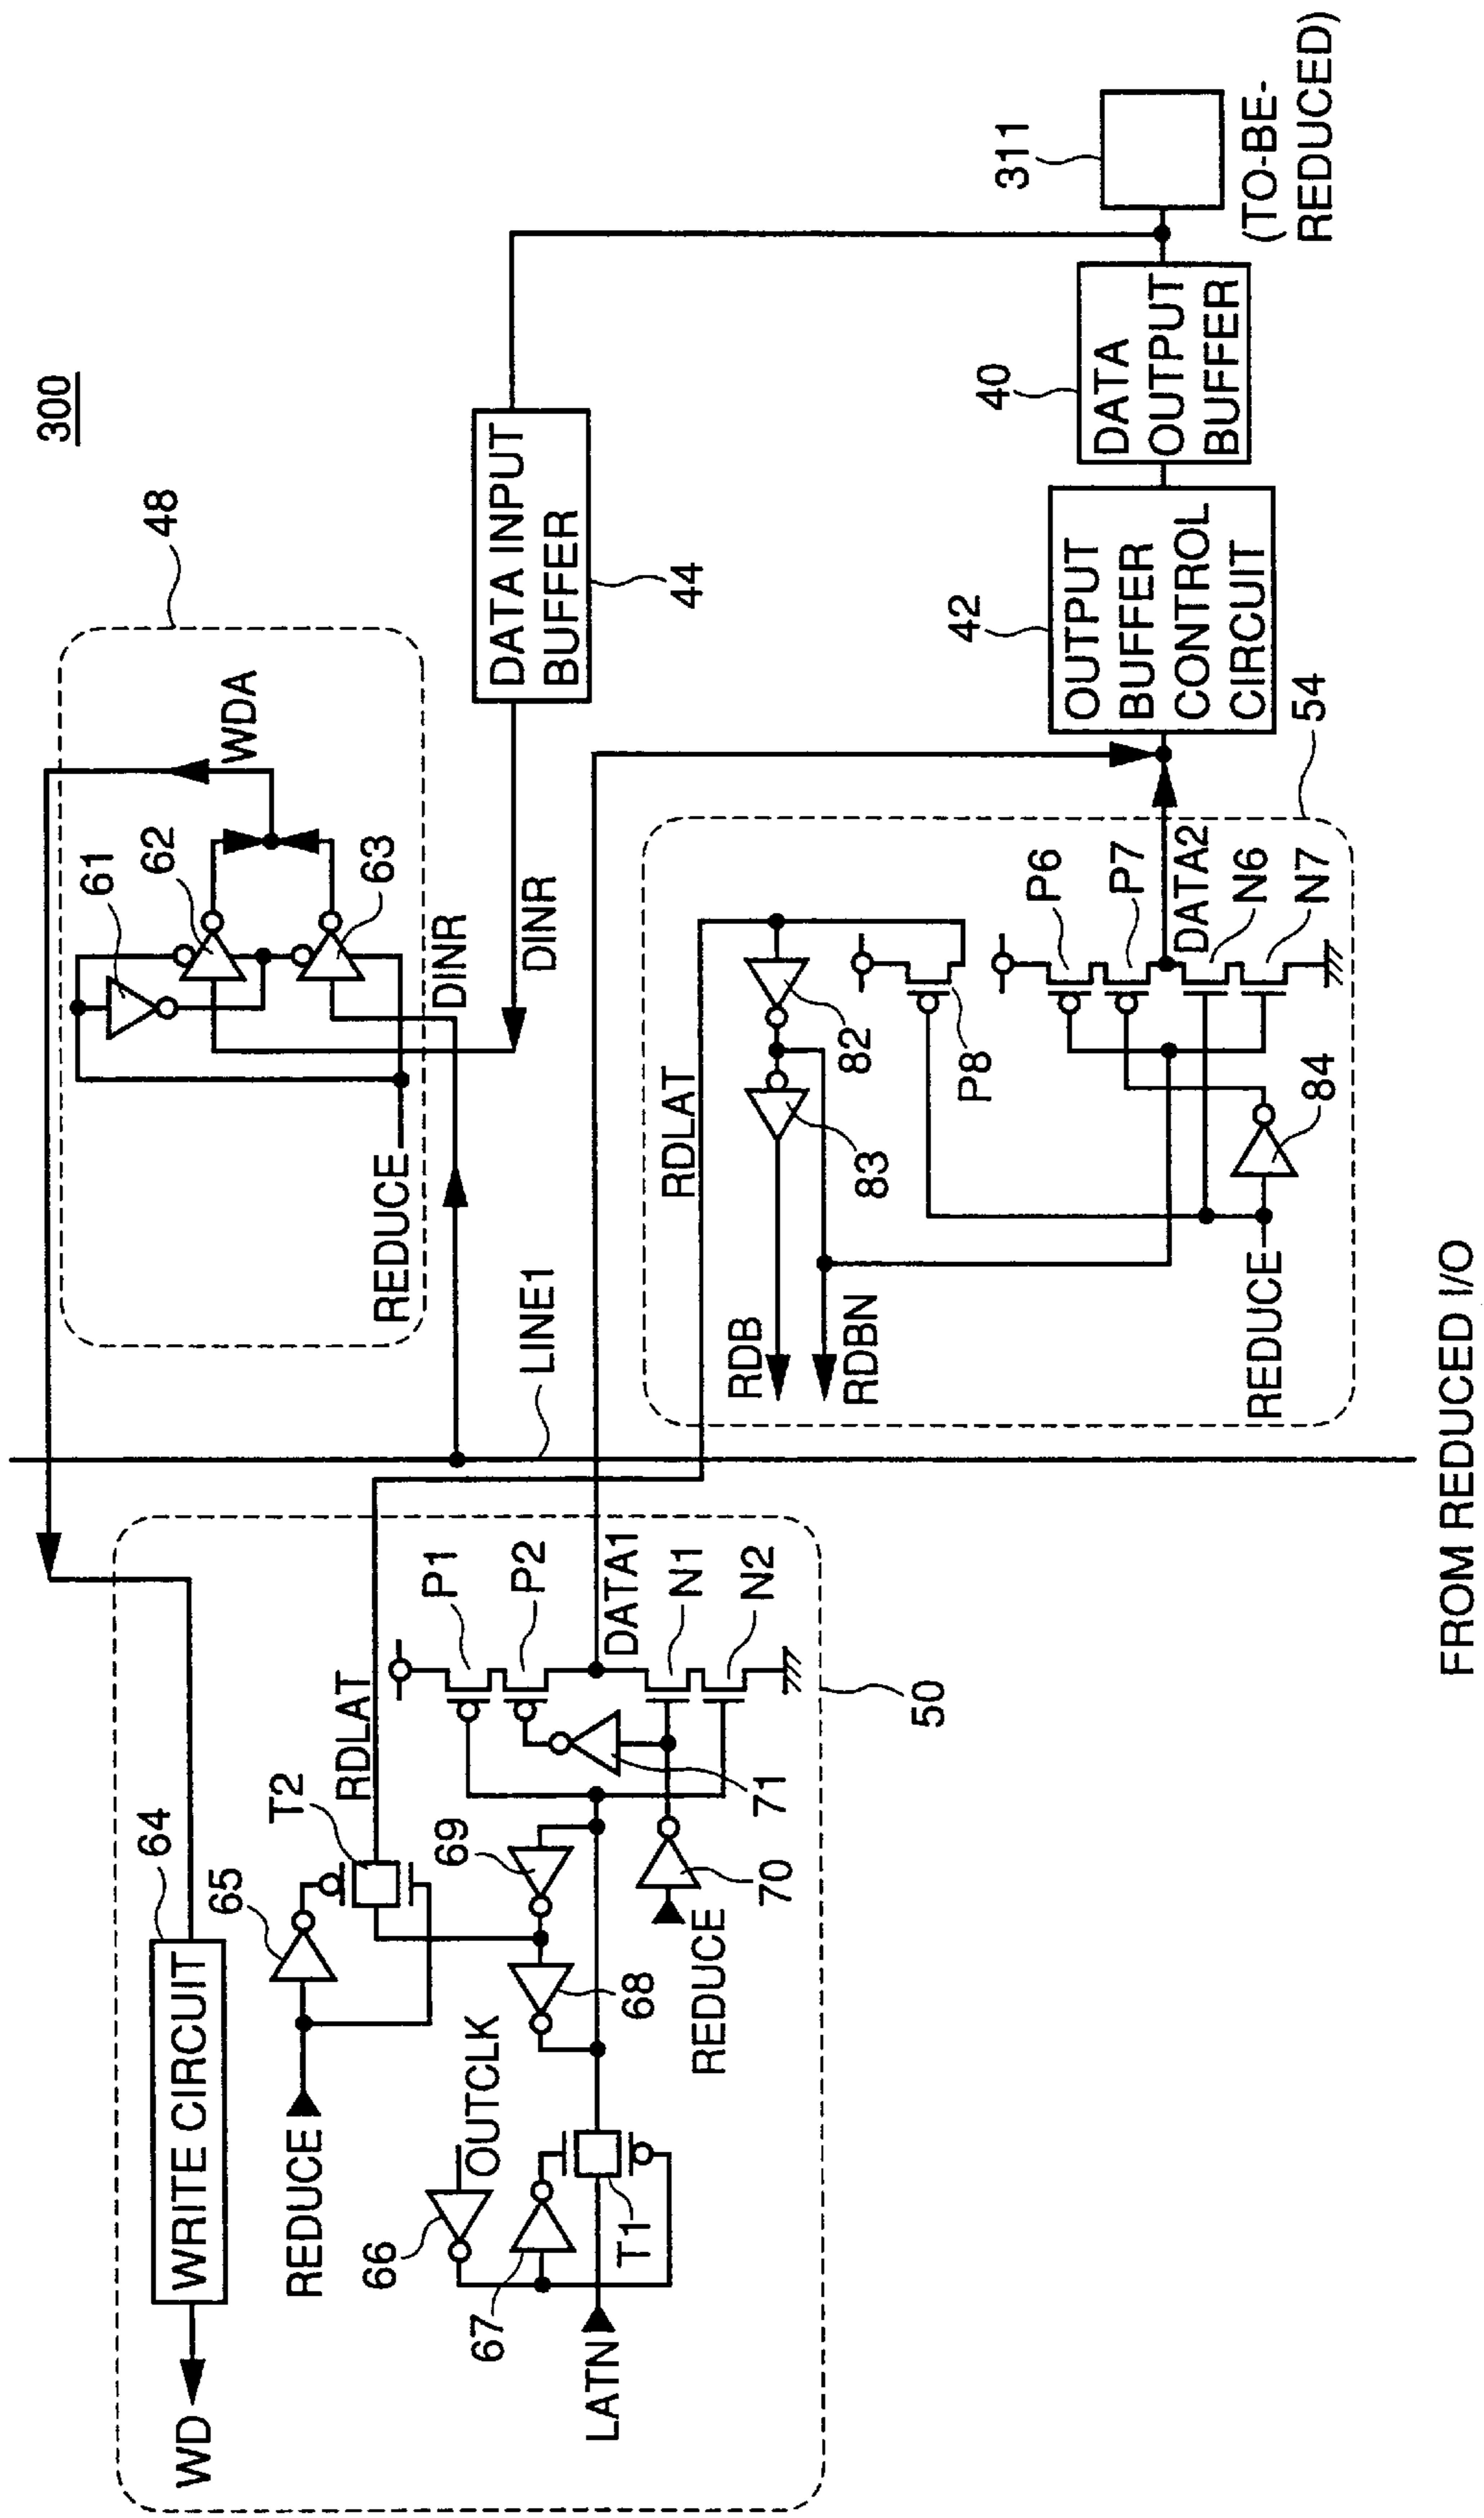 300
48
WDA
61
62
63
REDUCE
DINR
DINR
DATA INPUT
BUFFER
44
311
(TO-BE-
REDUCED)
40
DATA
OUTPUT
BUFFER
42
OUTPUT
BUFFER
CONTROL
CIRCUIT
54
RDLAT
82
83
P8
P6
P7
DATA2
N6
N7
84
RDB
RDBN
REDUCE
LINE1
FROM REDUCED I/O
WD
WRITE CIRCUIT
64
65
T2
RDLAT
REDUCE
66
OUTCLK
67
T1
LATN
68
69
REDUCE
70
71
P1
P2
DATA1
N1
N2
50